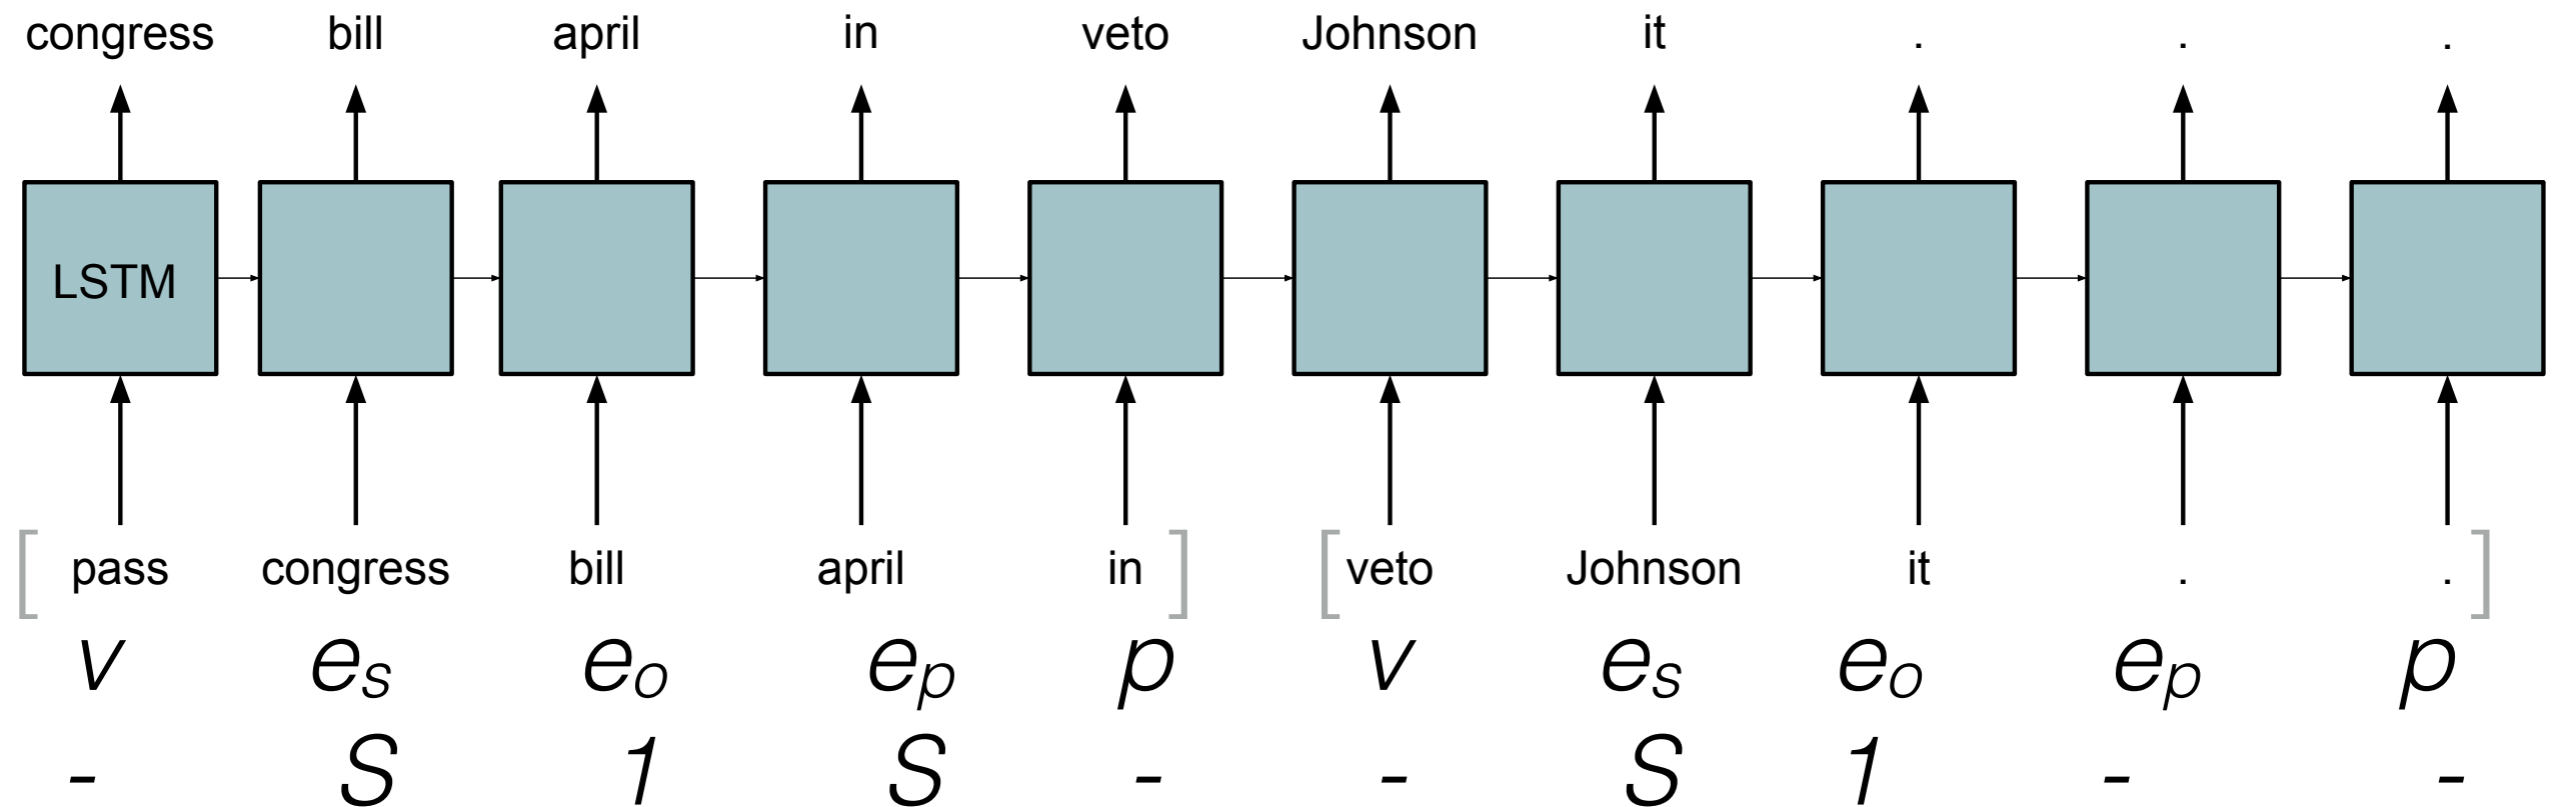 congress bill april in veto Johnson it . . .
LSTM
[ pass congress bill april in ] [ veto Johnson it . . ]
v e_s e_o e_p p v e_s e_o e_p p
- S 1 S - - S 1 - -